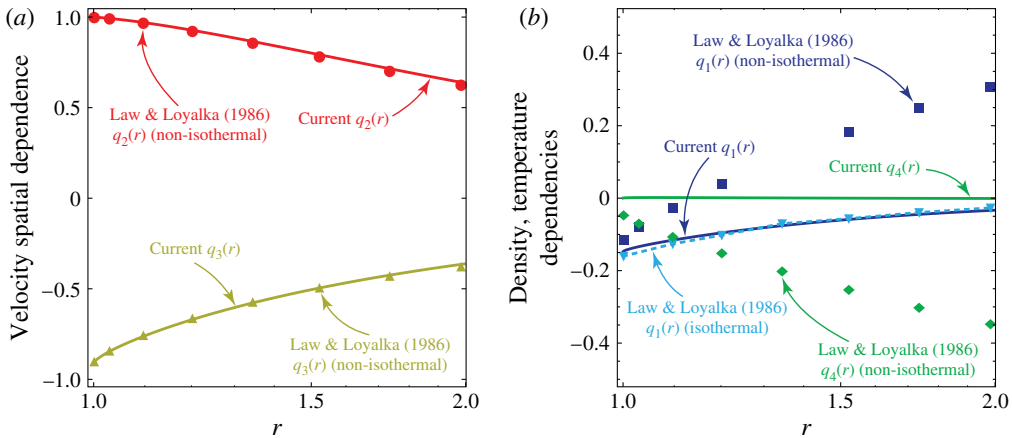 (a)
1.0
0.5
0
−0.5
−1.0
Velocity spatial dependence
Law & Loyalka (1986)
q2(r) (non-isothermal)
Current q2(r)
Current q3(r)
Law & Loyalka (1986)
q3(r) (non-isothermal)
1.0
1.5
2.0
r
(b)
0.4
0.2
0
−0.2
−0.4
Density, temperature
dependencies
Law & Loyalka (1986)
q1(r) (non-isothermal)
Current q1(r)
Current q4(r)
Law & Loyalka (1986)
q1(r) (isothermal)
Law & Loyalka (1986)
q4(r) (non-isothermal)
1.0
1.5
2.0
r